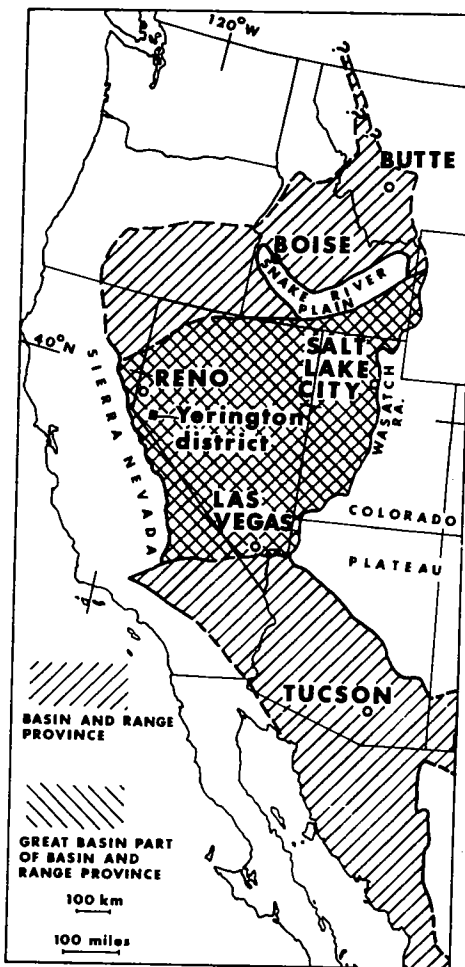 120°W
BUTTE
BOISE
SNAKE RIVER
PLAIN
40°N
SALT
LAKE
CITY
SIERRA NEVADA
RENO
WASATCH
RA.
Yerington
district
LAS
VEGAS
COLORADO
PLATEAU
TUCSON
BASIN AND RANGE
PROVINCE
GREAT BASIN PART
OF BASIN AND
RANGE PROVINCE
100 km
100 miles